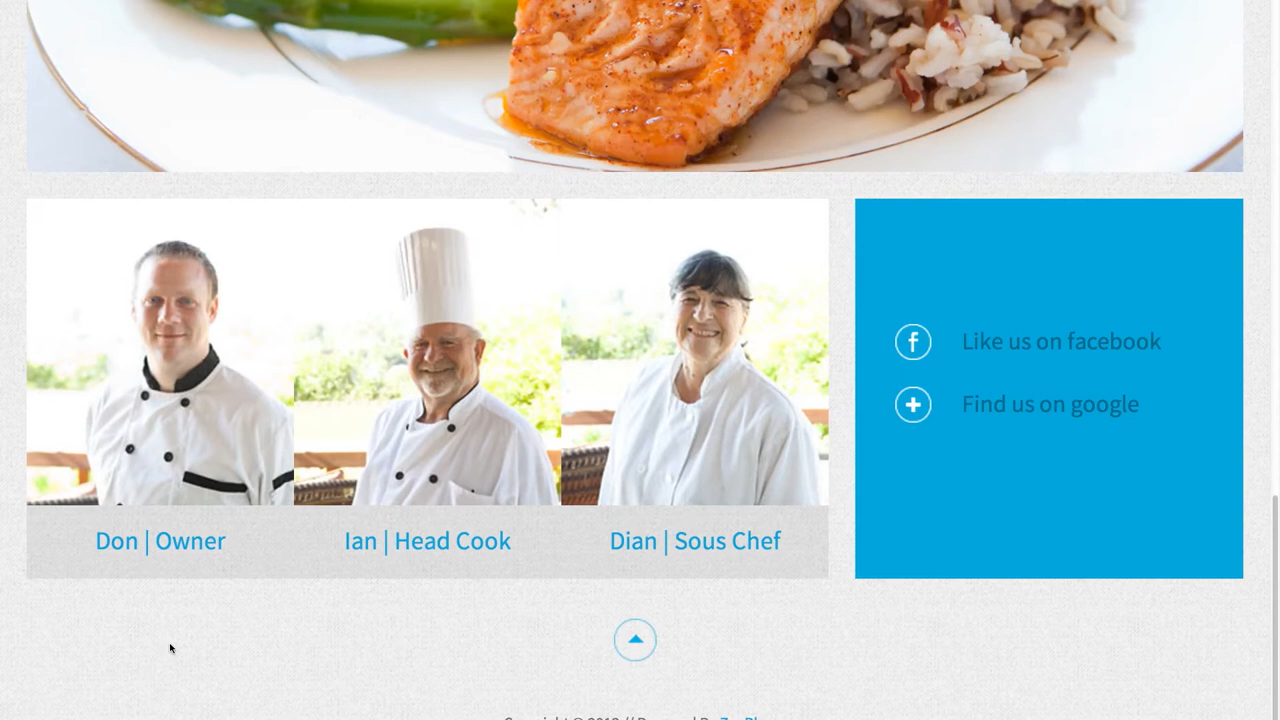 Like us on facebook
Find us on google
Don | Owner
Ian | Head Cook
Dian | Sous Chef